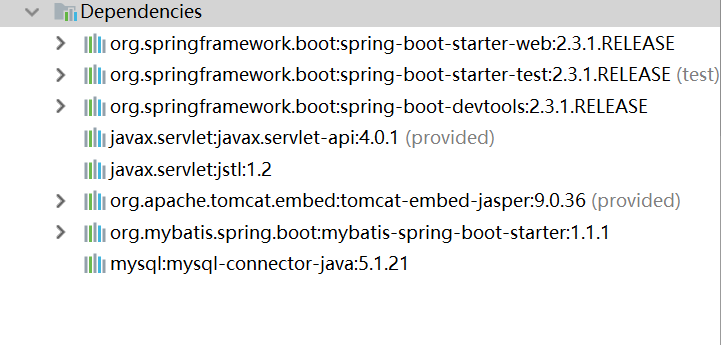 Dependencies
org.springframework.boot:spring-boot-starter-web:2.3.1.RELEASE
org.springframework.boot:spring-boot-starter-test:2.3.1.RELEASE (test)
org.springframework.boot:spring-boot-devtools:2.3.1.RELEASE
javax.servlet:javax.servlet-api:4.0.1 (provided)
javax.servlet:jstl:1.2
org.apache.tomcat.embed:tomcat-embed-jasper:9.0.36 (provided)
org.mybatis.spring.boot:mybatis-spring-boot-starter:1.1.1
mysql:mysql-connector-java:5.1.21